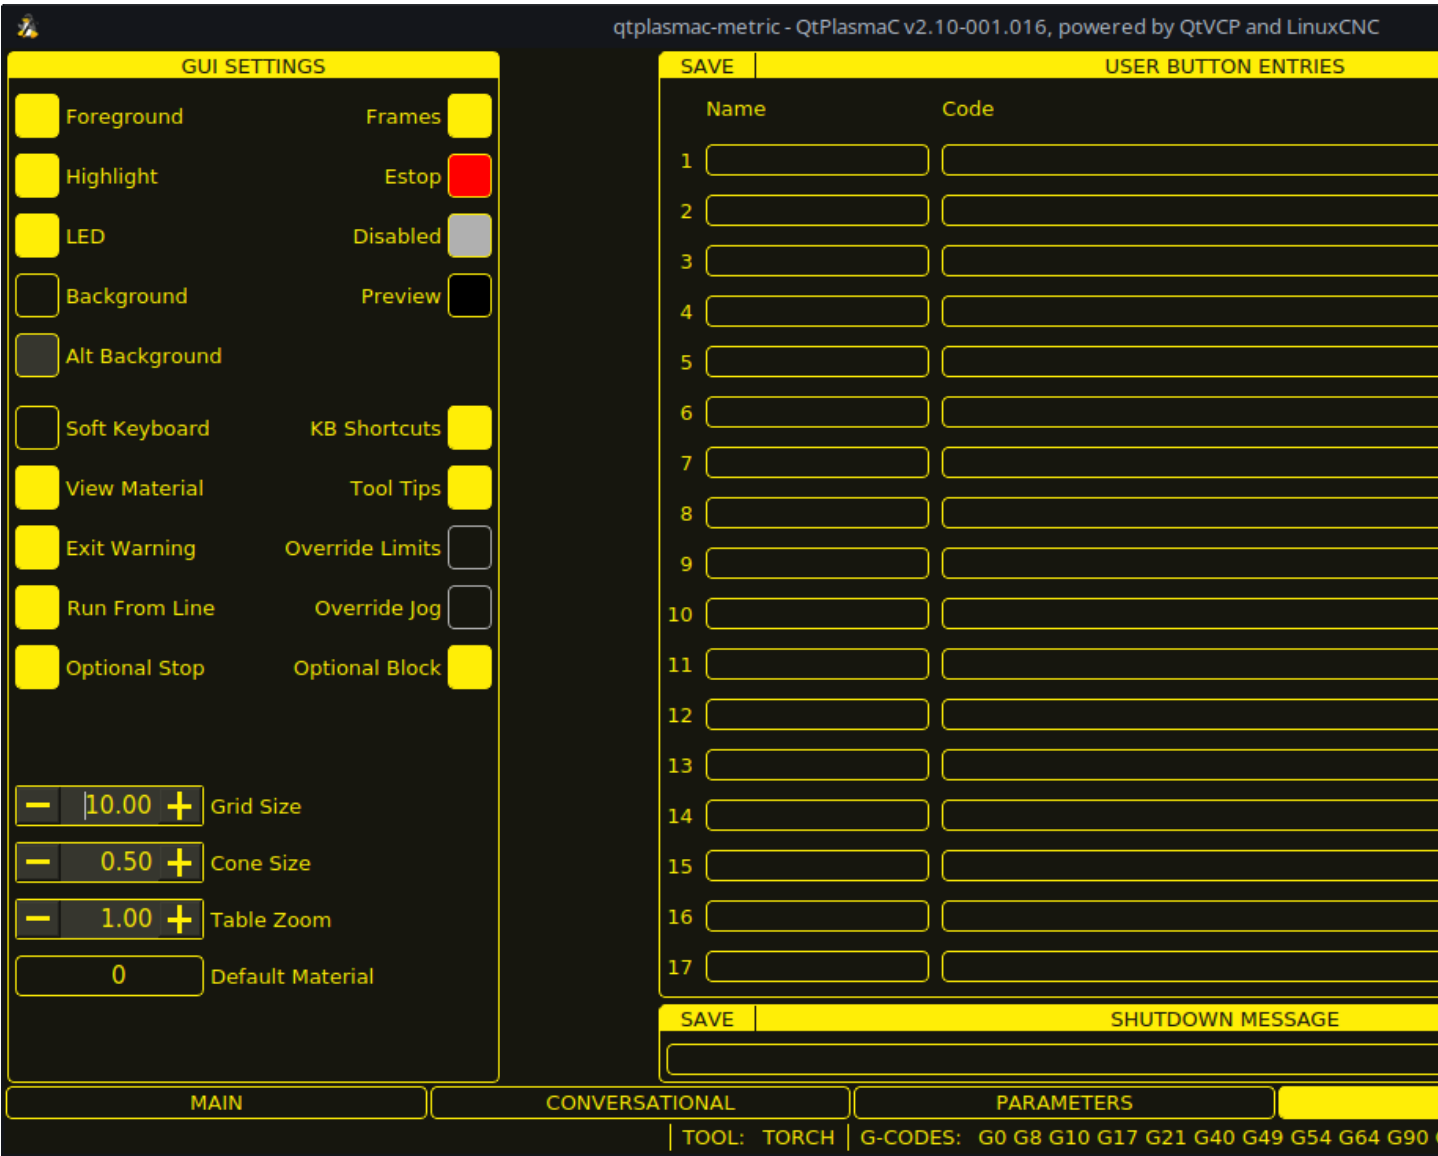 qtplasmac-metric - QtPlasmaC v2.10-001.016, powered by QtVCP and LinuxCNC
GUI SETTINGS
Foreground Frames
Highlight Estop
LED Disabled
Background Preview
Alt Background
Soft Keyboard KB Shortcuts
View Material Tool Tips
Exit Warning Override Limits
Run From Line Override Jog
Optional Stop Optional Block
10.00 Grid Size
0.50 Cone Size
1.00 Table Zoom
0 Default Material
SAVE USER BUTTON ENTRIES
Name Code
1
2
3
4
5
6
7
8
9
10
11
12
13
14
15
16
17
SAVE SHUTDOWN MESSAGE
MAIN CONVERSATIONAL PARAMETERS
TOOL: TORCH G-CODES: G0 G8 G10 G17 G21 G40 G49 G54 G64 G90